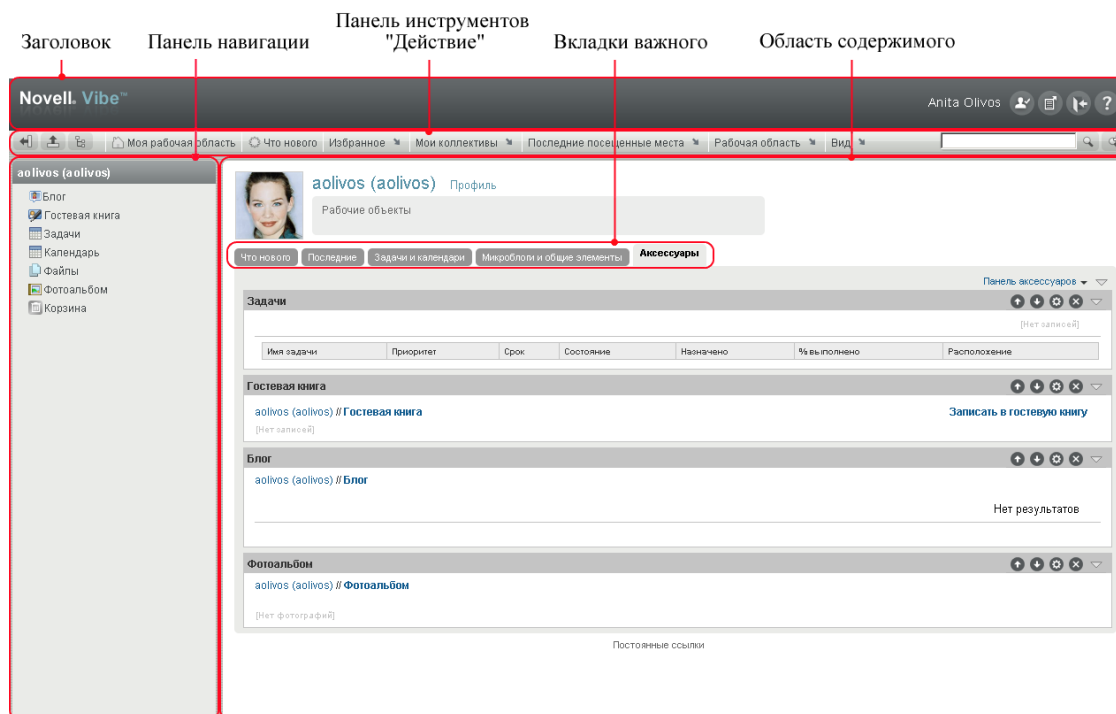 Заголовок
Панель навигации
Панель инструментов
"Действие"
Вкладки важного
Область содержимого
Novell. Vibe™
Anita Olivos
?
Моя рабочая область
Что нового
Избранное
Мои коллективы
Последние посещенные места
Рабочая область
Вид
aolivos (aolivos)
Блог
Гостевая книга
Задачи
Календарь
Файлы
Фотоальбом
Корзина
aolivos (aolivos) Профиль
Рабочие объекты
Что нового
Последние
Задачи и календари
Микроблоги и общие элементы
Аксессуары
Панель аксессуаров
Задачи
[Нет записей]
Имя задачи
Приоритет
Срок
Состояние
Назначено
% выполнено
Расположение
Гостевая книга
aolivos (aolivos) // Гостевая книга
Записать в гостевую книгу
[Нет записей]
Блог
aolivos (aolivos) // Блог
Нет результатов
Фотоальбом
aolivos (aolivos) // Фотоальбом
[Нет фотографий]
Постоянные ссылки